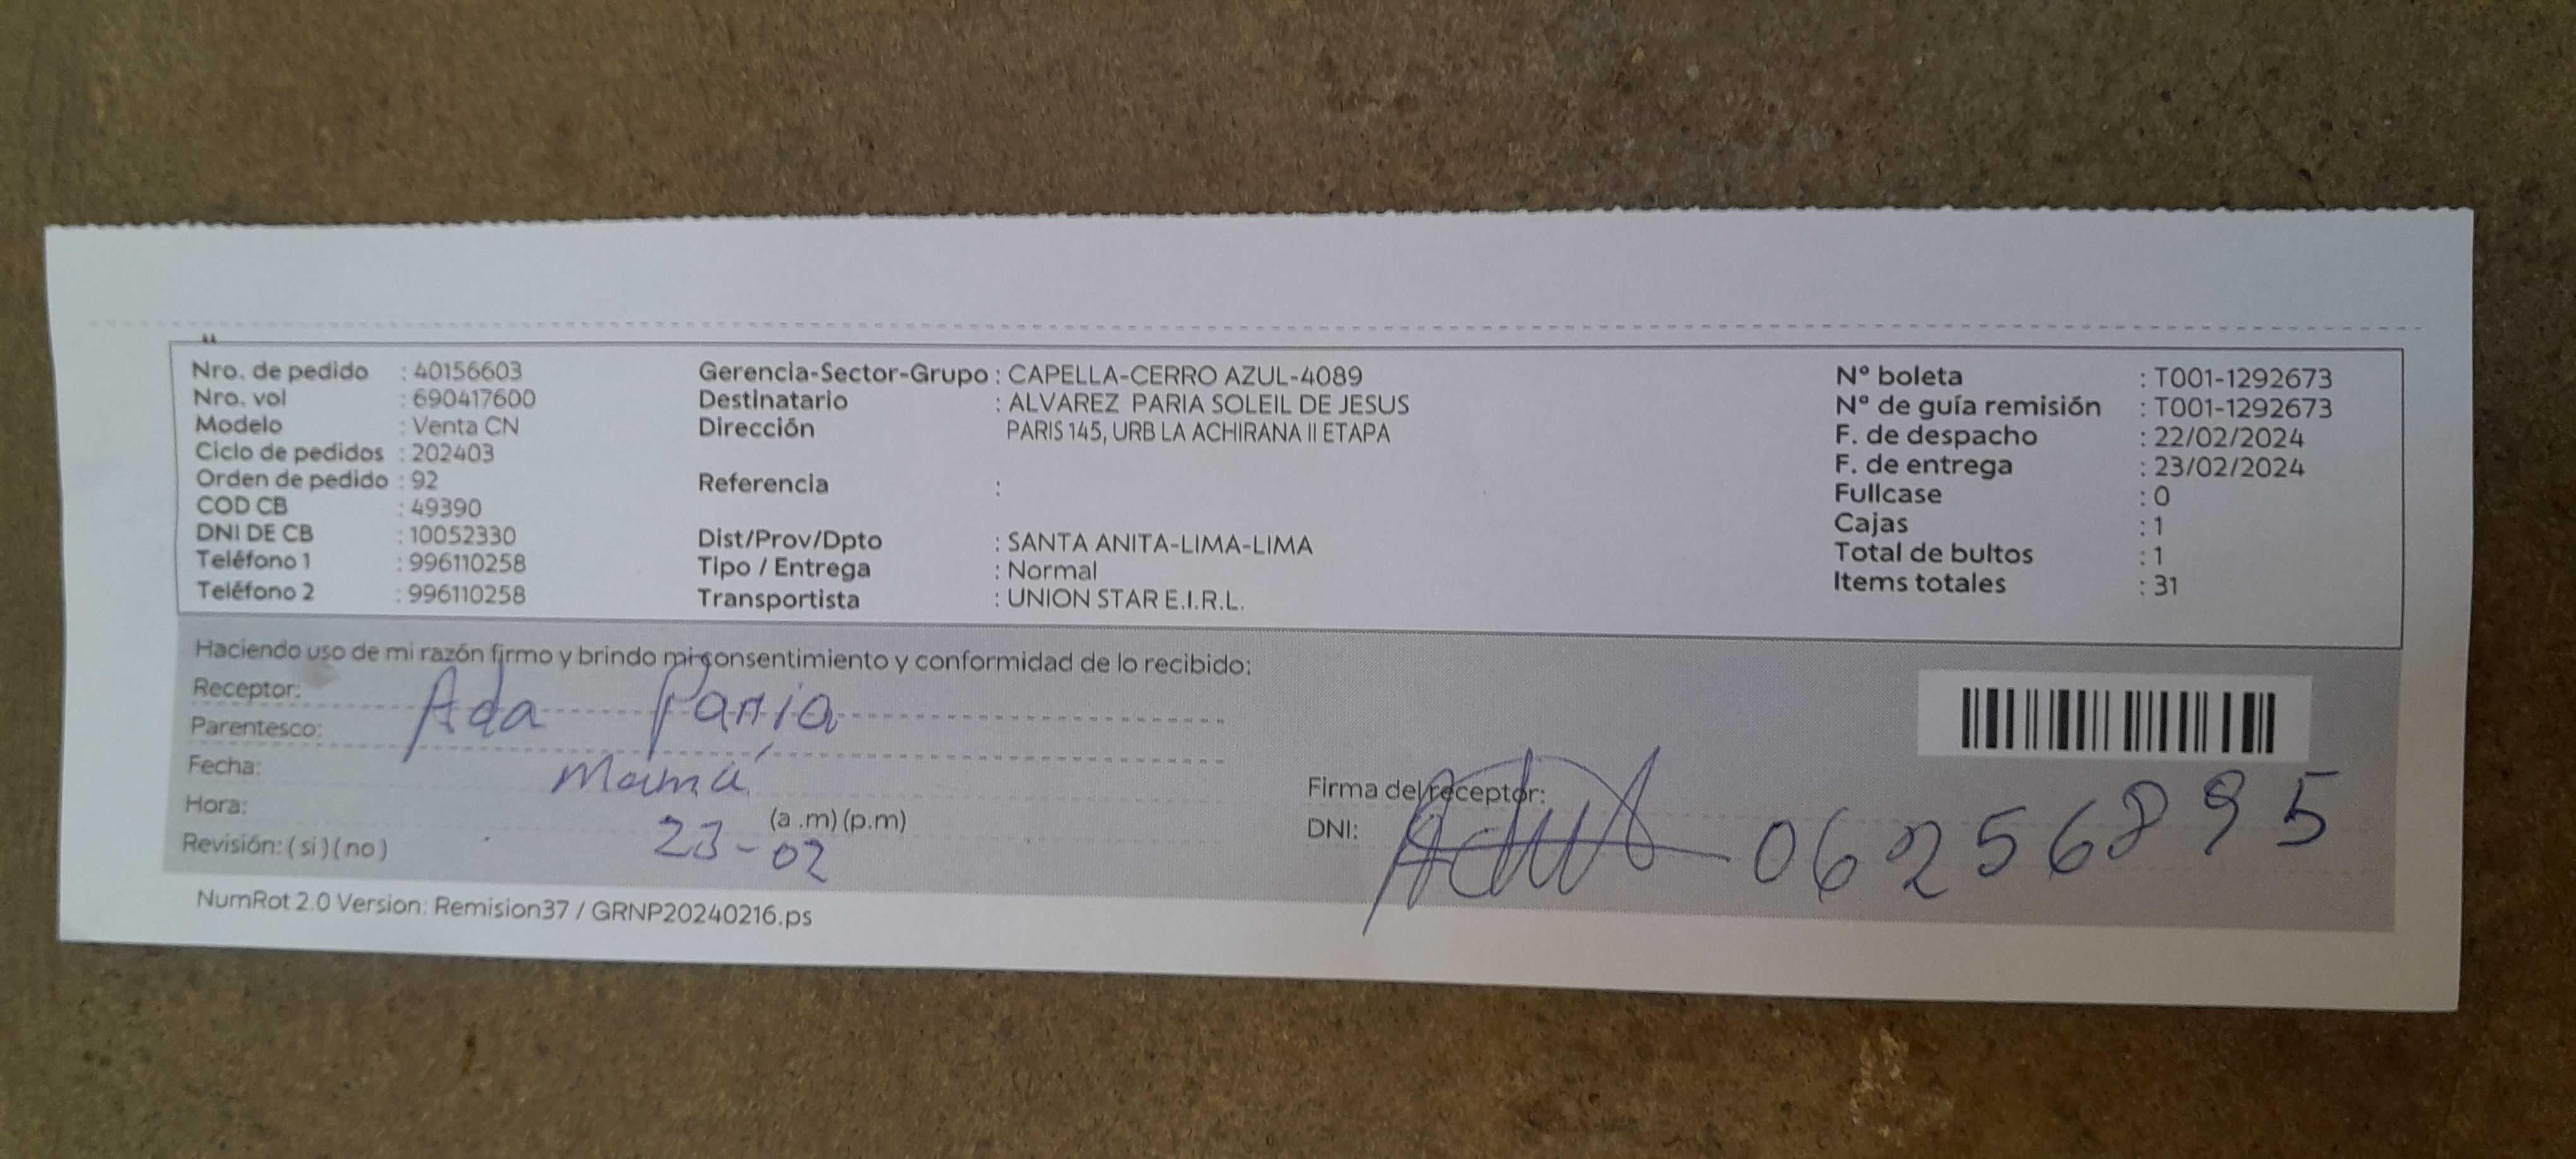 Nro. de pedido : 40156603
Nro. vol : 690417600
Modelo : Venta CN
Ciclo de pedidos : 202403
Orden de pedido : 92
COD CB : 49390
DNI DE CB : 10052330
Teléfono 1 : 996110258
Teléfono 2 : 996110258
Gerencia-Sector-Grupo : CAPELLA-CERRO AZUL-4089
Destinatario : ALVAREZ PARIA SOLEIL DE JESUS
Dirección PARIS 145, URB LA ACHIRANA II ETAPA
Referencia :
Dist/Prov/Dpto : SANTA ANITA-LIMA-LIMA
Tipo / Entrega : Normal
Transportista : UNION STAR E.I.R.L.
N° boleta : T001-1292673
N° de guía remisión : T001-1292673
F. de despacho : 22/02/2024
F. de entrega : 23/02/2024
Fullcase : 0
Cajas : 1
Total de bultos : 1
Items totales : 31
Haciendo uso de mi razón firmo y brindo mi consentimiento y conformidad de lo recibido:
Receptor: Ada Paria
Parentesco: Mamá
Fecha: 23-02
Hora: (a .m) (p.m)
Revisión: ( si ) ( no )
Firma del receptor:
DNI: 06256895
NumRot 2.0 Version: Remision37 / GRNP20240216.ps